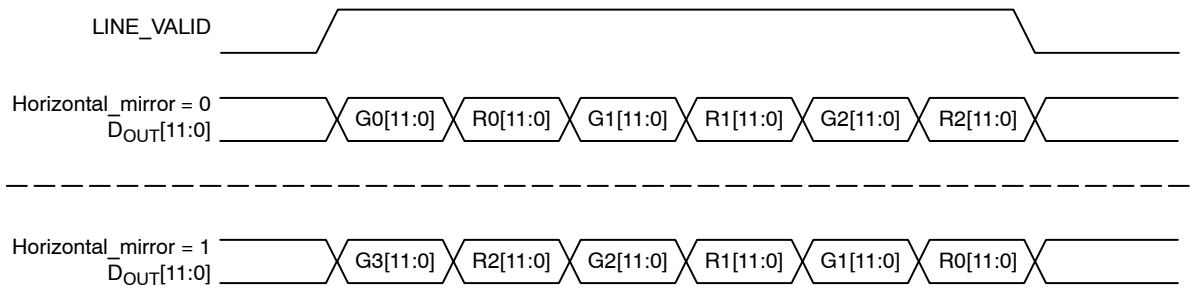 LINE_VALID
Horizontal_mirror = 0
DOUT[11:0]
G0[11:0] R0[11:0] G1[11:0] R1[11:0] G2[11:0] R2[11:0]
Horizontal_mirror = 1
DOUT[11:0]
G3[11:0] R2[11:0] G2[11:0] R1[11:0] G1[11:0] R0[11:0]